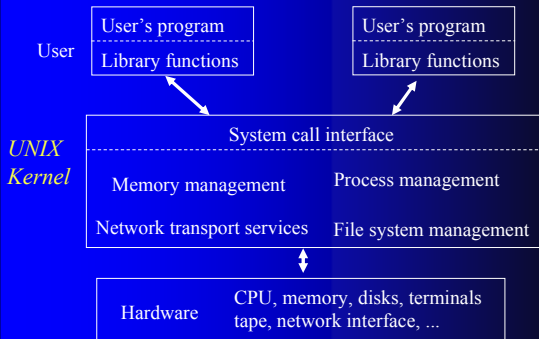 User's program
User's program
User
Library functions
Library functions
System call interface
UNIX
Kernel
Memory management
Process management
Network transport services
File system management
Hardware
CPU, memory, disks, terminals
tape, network interface, ...